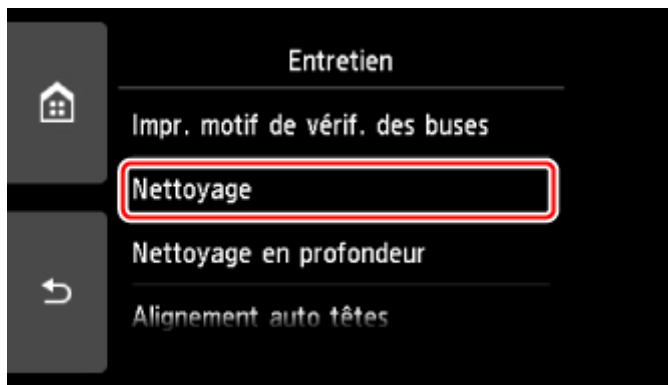 Entretien
Impr. motif de vérif. des buses
Nettoyage
Nettoyage en profondeur
Alignement auto têtes